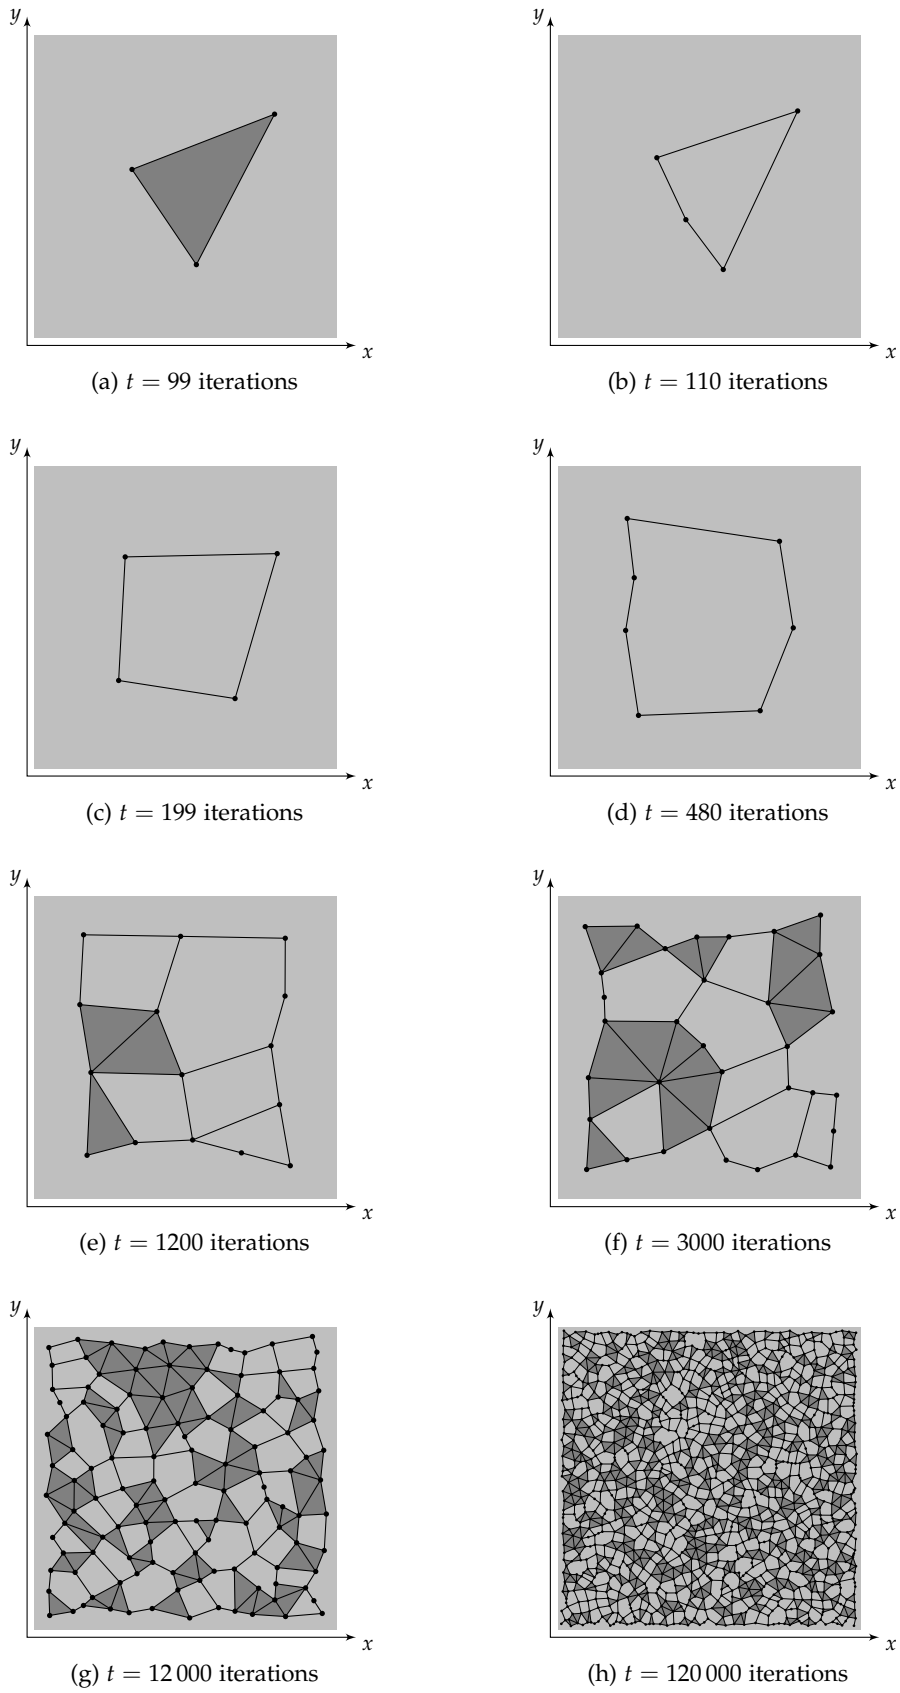 y
y
x
x
(a) t = 99 iterations
(b) t = 110 iterations
y
y
x
x
(c) t = 199 iterations
(d) t = 480 iterations
y
y
x
x
(e) t = 1200 iterations
(f) t = 3000 iterations
y
y
x
x
(g) t = 12 000 iterations
(h) t = 120 000 iterations